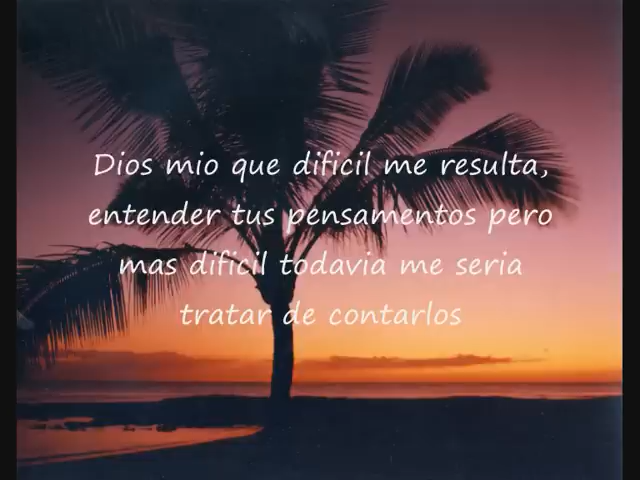 Dios mio que dificil me resulta,
entender tus pensamentos pero
mas dificil todavia me seria
tratar de contarlos